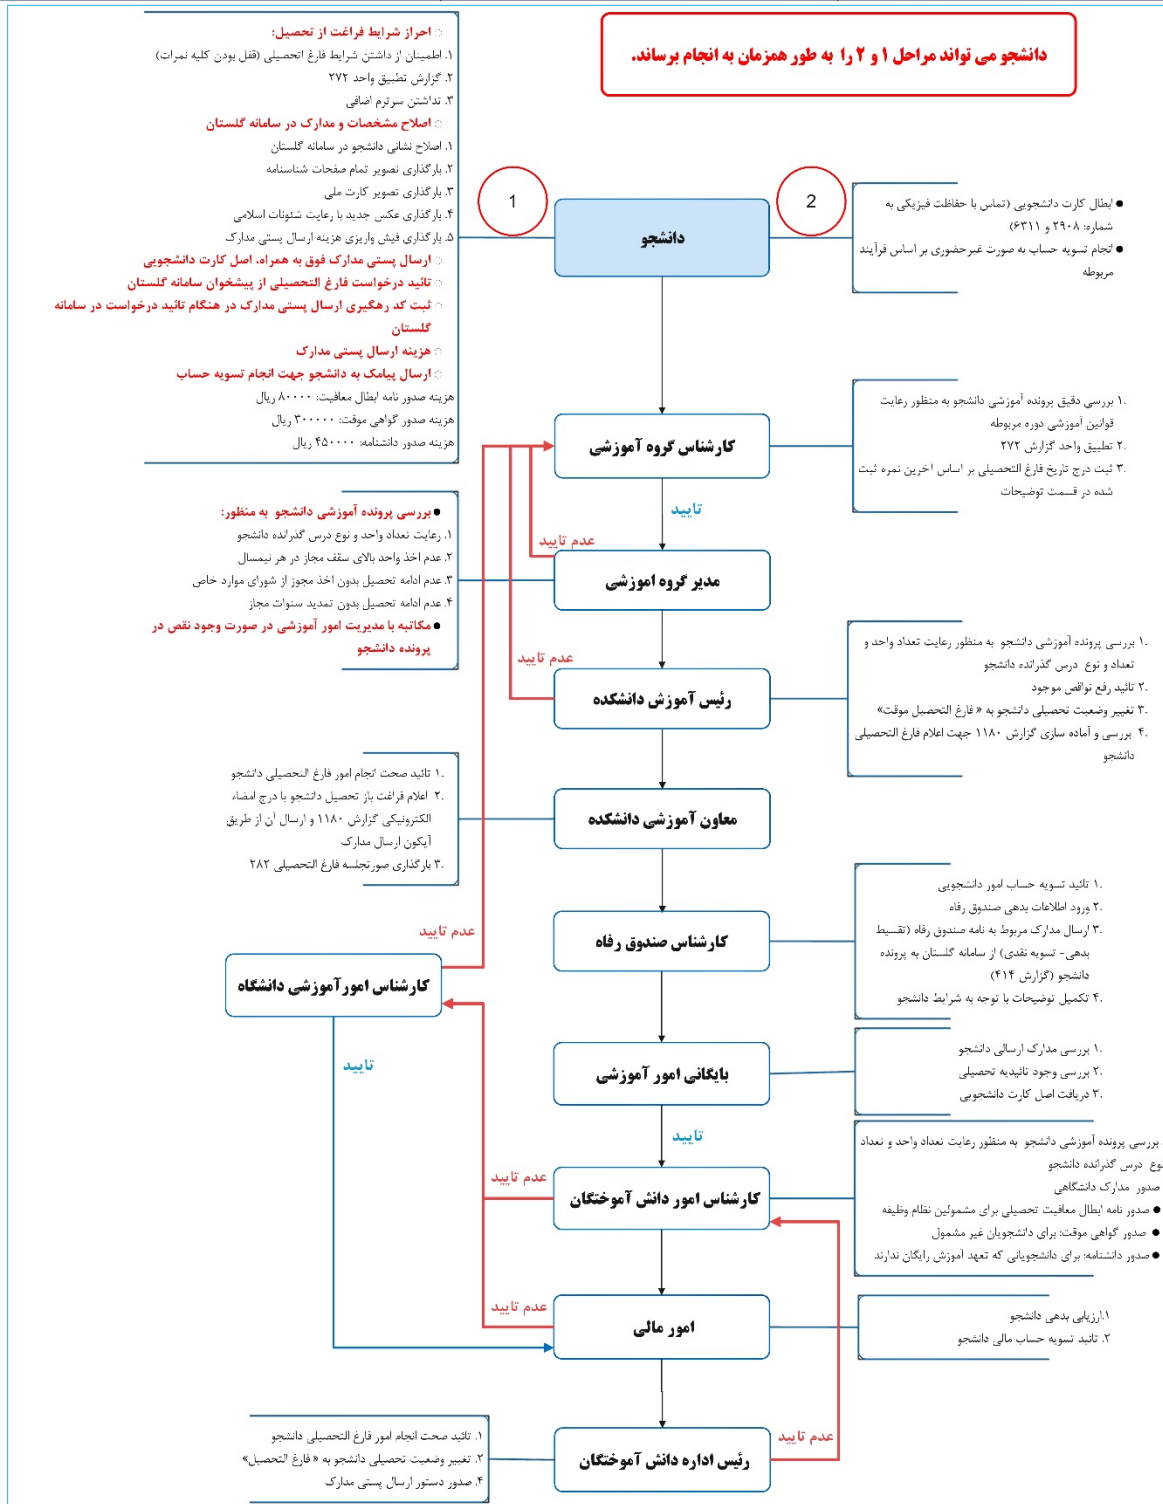 دانشجو می تواند مراحل ۱ و ۲ را به طور همزمان به انجام برساند.
احراز شرایط فراغت از تحصیل:
۱. اطمینان از داشتن شرایط فارغ اتحصیلی (قفل بودن کلیه نمرات)
۲. گزارش تطبیق واحد ۲۷۲
۳. نداشتن سرترم اضافی
اصلاح مشخصات و مدارک در سامانه گلستان
۱. اصلاح نشانی دانشجو در سامانه گلستان
۲. بارگذاری تصویر تمام صفحات شناسنامه
۳. بارگذاری تصویر کارت ملی
۴. بارگذاری عکس جدید با رعایت شئونات اسلامی
۵. بارگذاری فیش واریزی هزینه ارسال پستی مدارک
ارسال پستی مدارک فوق به همراه، اصل کارت دانشجویی
تائید درخواست فارغ التحصیلی از پیشخوان سامانه گلستان
ثبت کد رهگیری ارسال پستی مدارک در هنگام تائید درخواست در سامانه
گلستان
هزینه ارسال پستی مدارک
ارسال پیامک به دانشجو جهت انجام تسویه حساب
هزینه صدور نامه ابطال معافیت: ۸۰۰۰۰ ریال
هزینه صدور گواهی موقت: ۳۰۰۰۰۰ ریال
هزینه صدور دانشنامه: ۴۵۰۰۰۰ ریال
1
دانشجو
2
● ابطال کارت دانشجویی (تماس با حفاظت فیزیکی به
شماره: ۲۹۰۸ و ۶۳۱۱)
● انجام تسویه حساب به صورت غیرحضوری بر اساس فرآیند
مربوطه
کارشناس گروه آموزشی
۱. بررسی دقیق پرونده آموزشی دانشجو به منظور رعایت
قوانین آموزشی دوره مربوطه
۲. تطبیق واحد گزارش ۲۷۲
۳. ثبت درج تاریخ فارغ التحصیلی بر اساس آخرین نمره ثبت
شده در قسمت توضیحات
تایید
عدم تایید
● بررسی پرونده آموزشی دانشجو به منظور:
۱. رعایت تعداد واحد و نوع درس گذرانده دانشجو
۲. عدم اخذ واحد بالای سقف مجاز در هر نیمسال
۳. عدم ادامه تحصیل بدون اخذ مجوز از شورای موارد خاص
۴. عدم ادامه تحصیل بدون تمدید سنوات مجاز
● مکاتبه با مدیریت امور آموزشی در صورت وجود نقص در
پرونده دانشجو
مدیر گروه اموزشی
عدم تایید
رئیس آموزش دانشکده
۱. بررسی پرونده آموزشی دانشجو به منظور رعایت تعداد واحد و
تعداد و نوع درس گذرانده دانشجو
۲. تائید رفع نواقص موجود
۳. تغییر وضعیت تحصیلی دانشجو به « فارغ التحصیل موقت»
۴. بررسی و آماده سازی گزارش ۱۱۸۰ جهت اعلام فارغ التحصیلی
دانشجو
۱. تائید صحت انجام امور فارغ التحصیلی دانشجو
۲. اعلام فراغت باز تحصیل دانشجو با درج امضاء
الکترونیکی گزارش ۱۱۸۰ و ارسال آن از طریق
آیکون ارسال مدارک
۳. بارگذاری صورتجلسه فارغ التحصیلی ۲۸۲
معاون آموزشی دانشکده
کارشناس صندوق رفاه
۱. تائید تسویه حساب امور دانشجویی
۲. ورود اطلاعات بدهی صندوق رفاه
۳. ارسال مدارک مربوط به نامه صندوق رفاه (تقسیط
بدهی- تسویه نقدی) از سامانه گلستان به پرونده
دانشجو (گزارش ۴۱۴)
۴. تکمیل توضیحات با توجه به شرایط دانشجو
عدم تایید
کارشناس امورآموزشی دانشگاه
تایید
بایگانی امور آموزشی
۱. بررسی مدارک ارسالی دانشجو
۲. بررسی وجود تائیدیه تحصیلی
۳. دریافت اصل کارت دانشجویی
تایید
عدم تایید
کارشناس امور دانش آموختگان
بررسی پرونده آموزشی دانشجو به منظور رعایت تعداد واحد و تعداد
نوع درس گذرانده دانشجو
صدور مدارک دانشگاهی
● صدور نامه ابطال معافیت تحصیلی برای مشمولین نظام وظیفه
● صدور گواهی موقت: برای دانشجویان غیر مشمول
● صدور دانشنامه: برای دانشجویانی که تعهد آموزش رایگان ندارند
عدم تایید
امور مالی
۱.ارزیابی بدهی دانشجو
۲. تائید تسویه حساب مالی دانشجو
عدم تایید
رئیس اداره دانش آموختگان
۱. تائید صحت انجام امور فارغ التحصیلی دانشجو
۲. تغییر وضعیت تحصیلی دانشجو به « فارغ التحصیل»
۴. صدور دستور ارسال پستی مدارک